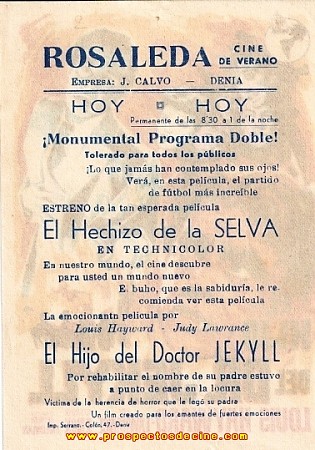 ROSALEDA CINE
DE VERANO
EMPRESA: J. CALVO — DENIA
HOY HOY
Permanente de las 8'30 a 1 de la noche
¡Monumental Programa Doble!
Tolerado para todos los públicos
¡Lo que jamás han contemplado sus ojos!
Verá, en esta película, el partido
de fútbol más increíble
ESTRENO de la tan esperada película
El Hechizo de la SELVA
EN TECHNICOLOR
En nuestro mundo, el cine descubre
para usted un mundo nuevo
E. buho, que es la sabiduría, le re.
comienda ver esta película
La emocionante película por
Louis Hayward - Judy Lawrance
El Hijo del Doctor JEKYLL
Por rehabilitar el nombre de su padre estuvo
a punto de caer en la locura
Víctima de la herencia de horror que le legó su padre
Un film creado para los amantes de fuertes emociones
Imp. Serrano.-Colón, 47.-Denia
www.prospectosdecine.com